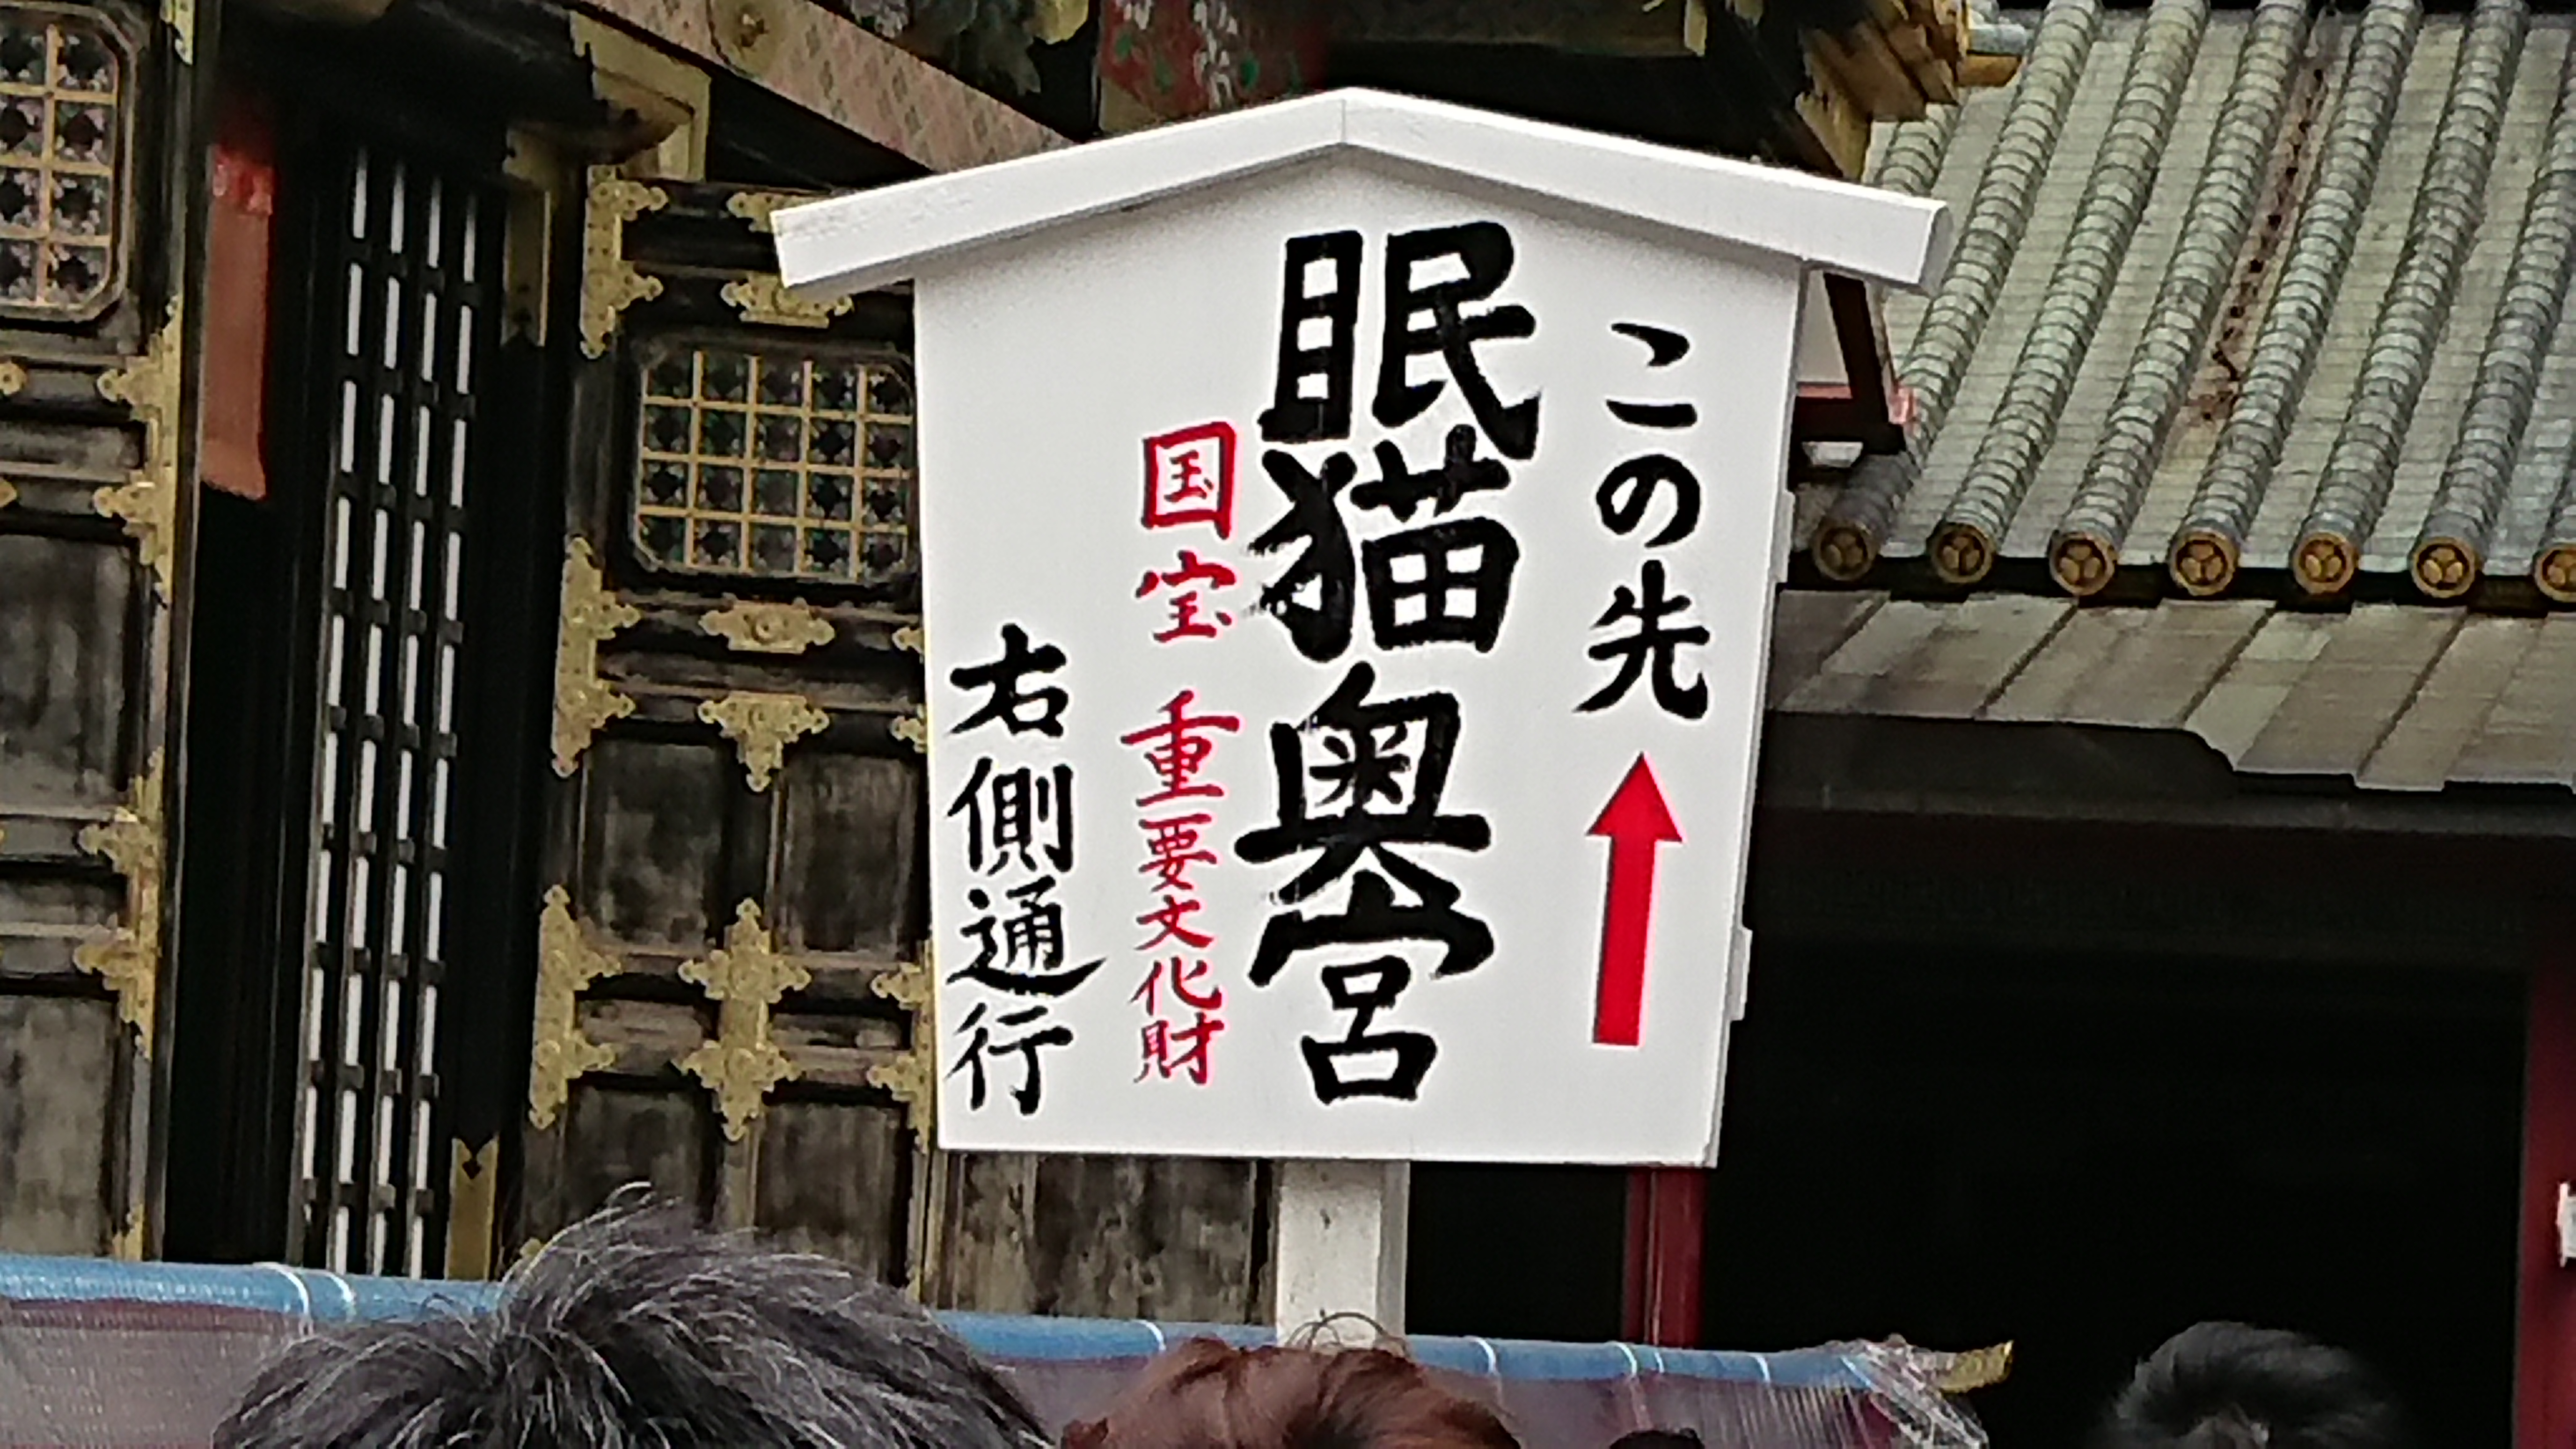 この先
眠猫奥宮
国宝 重要文化財
右側通行